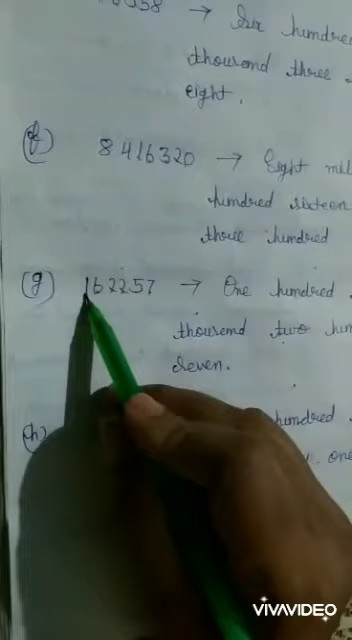 → Six hundred
thousand three
eight.
(f) 8416320 → Eight mil
hundred sixteen
three hundred
(g) 162257 → One hundred
thousand two hun
seven.
(h) hundred
one
VIVAVIDEO